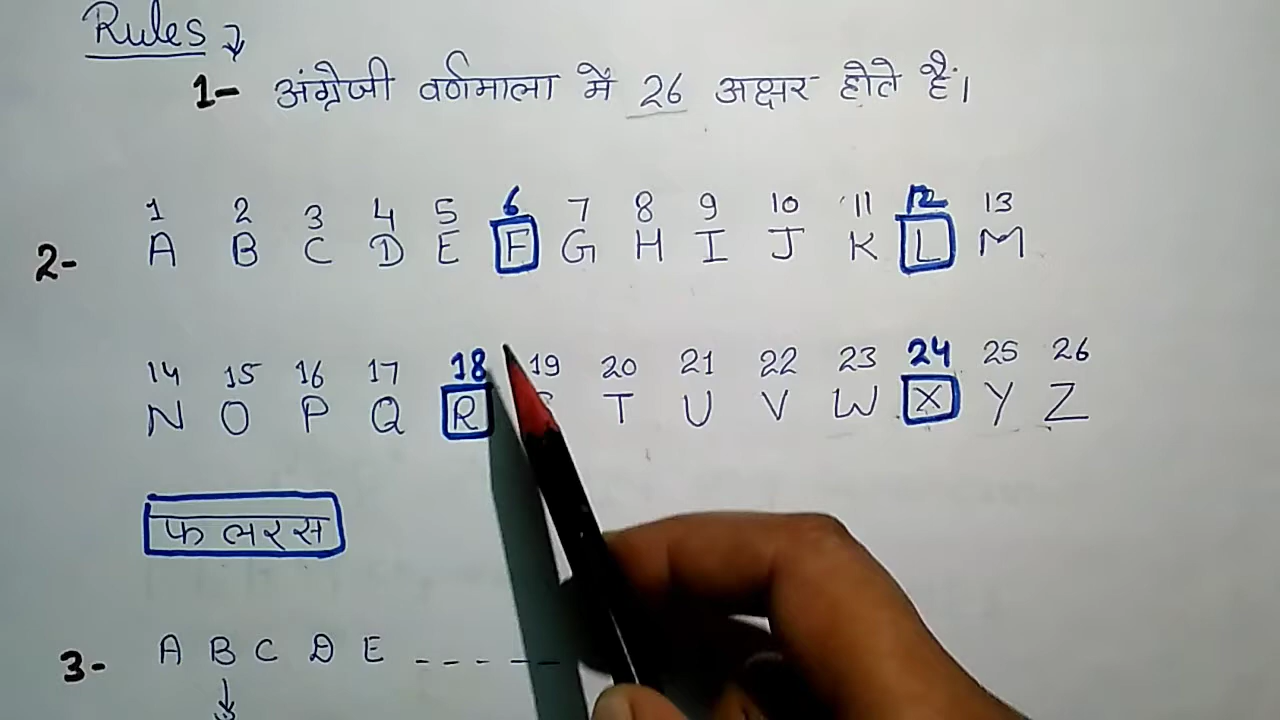 Rules
1- अंग्रेजी वर्णमाला में 26 अक्षर होते हैं।
1 2 3 4 5 6 7 8 9 10 11 12 13
2- A B C D E F G H I J K L M
14 15 16 17 18 19 20 21 22 23 24 25 26
N O P Q R S T U V W X Y Z
फलरस
3- A B C D E ------